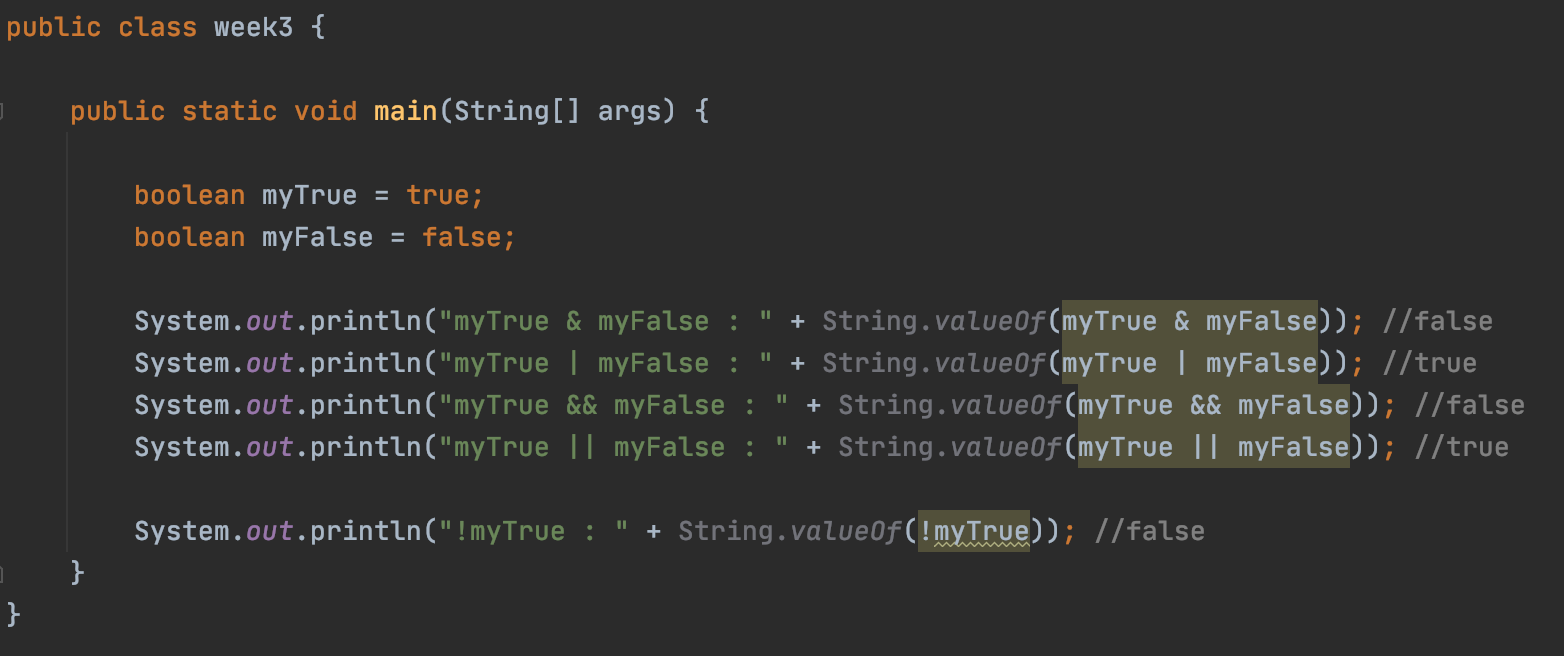 public class week3 {
public static void main(String[] args) {
boolean myTrue = true;
boolean myFalse = false;
System.out.println("myTrue & myFalse : " + String.valueOf(myTrue & myFalse)); //false
System.out.println("myTrue | myFalse : " + String.valueOf(myTrue | myFalse)); //true
System.out.println("myTrue && myFalse : " + String.valueOf(myTrue && myFalse)); //false
System.out.println("myTrue || myFalse : " + String.valueOf(myTrue || myFalse)); //true
System.out.println("!myTrue : " + String.valueOf(!myTrue)); //false
}
}